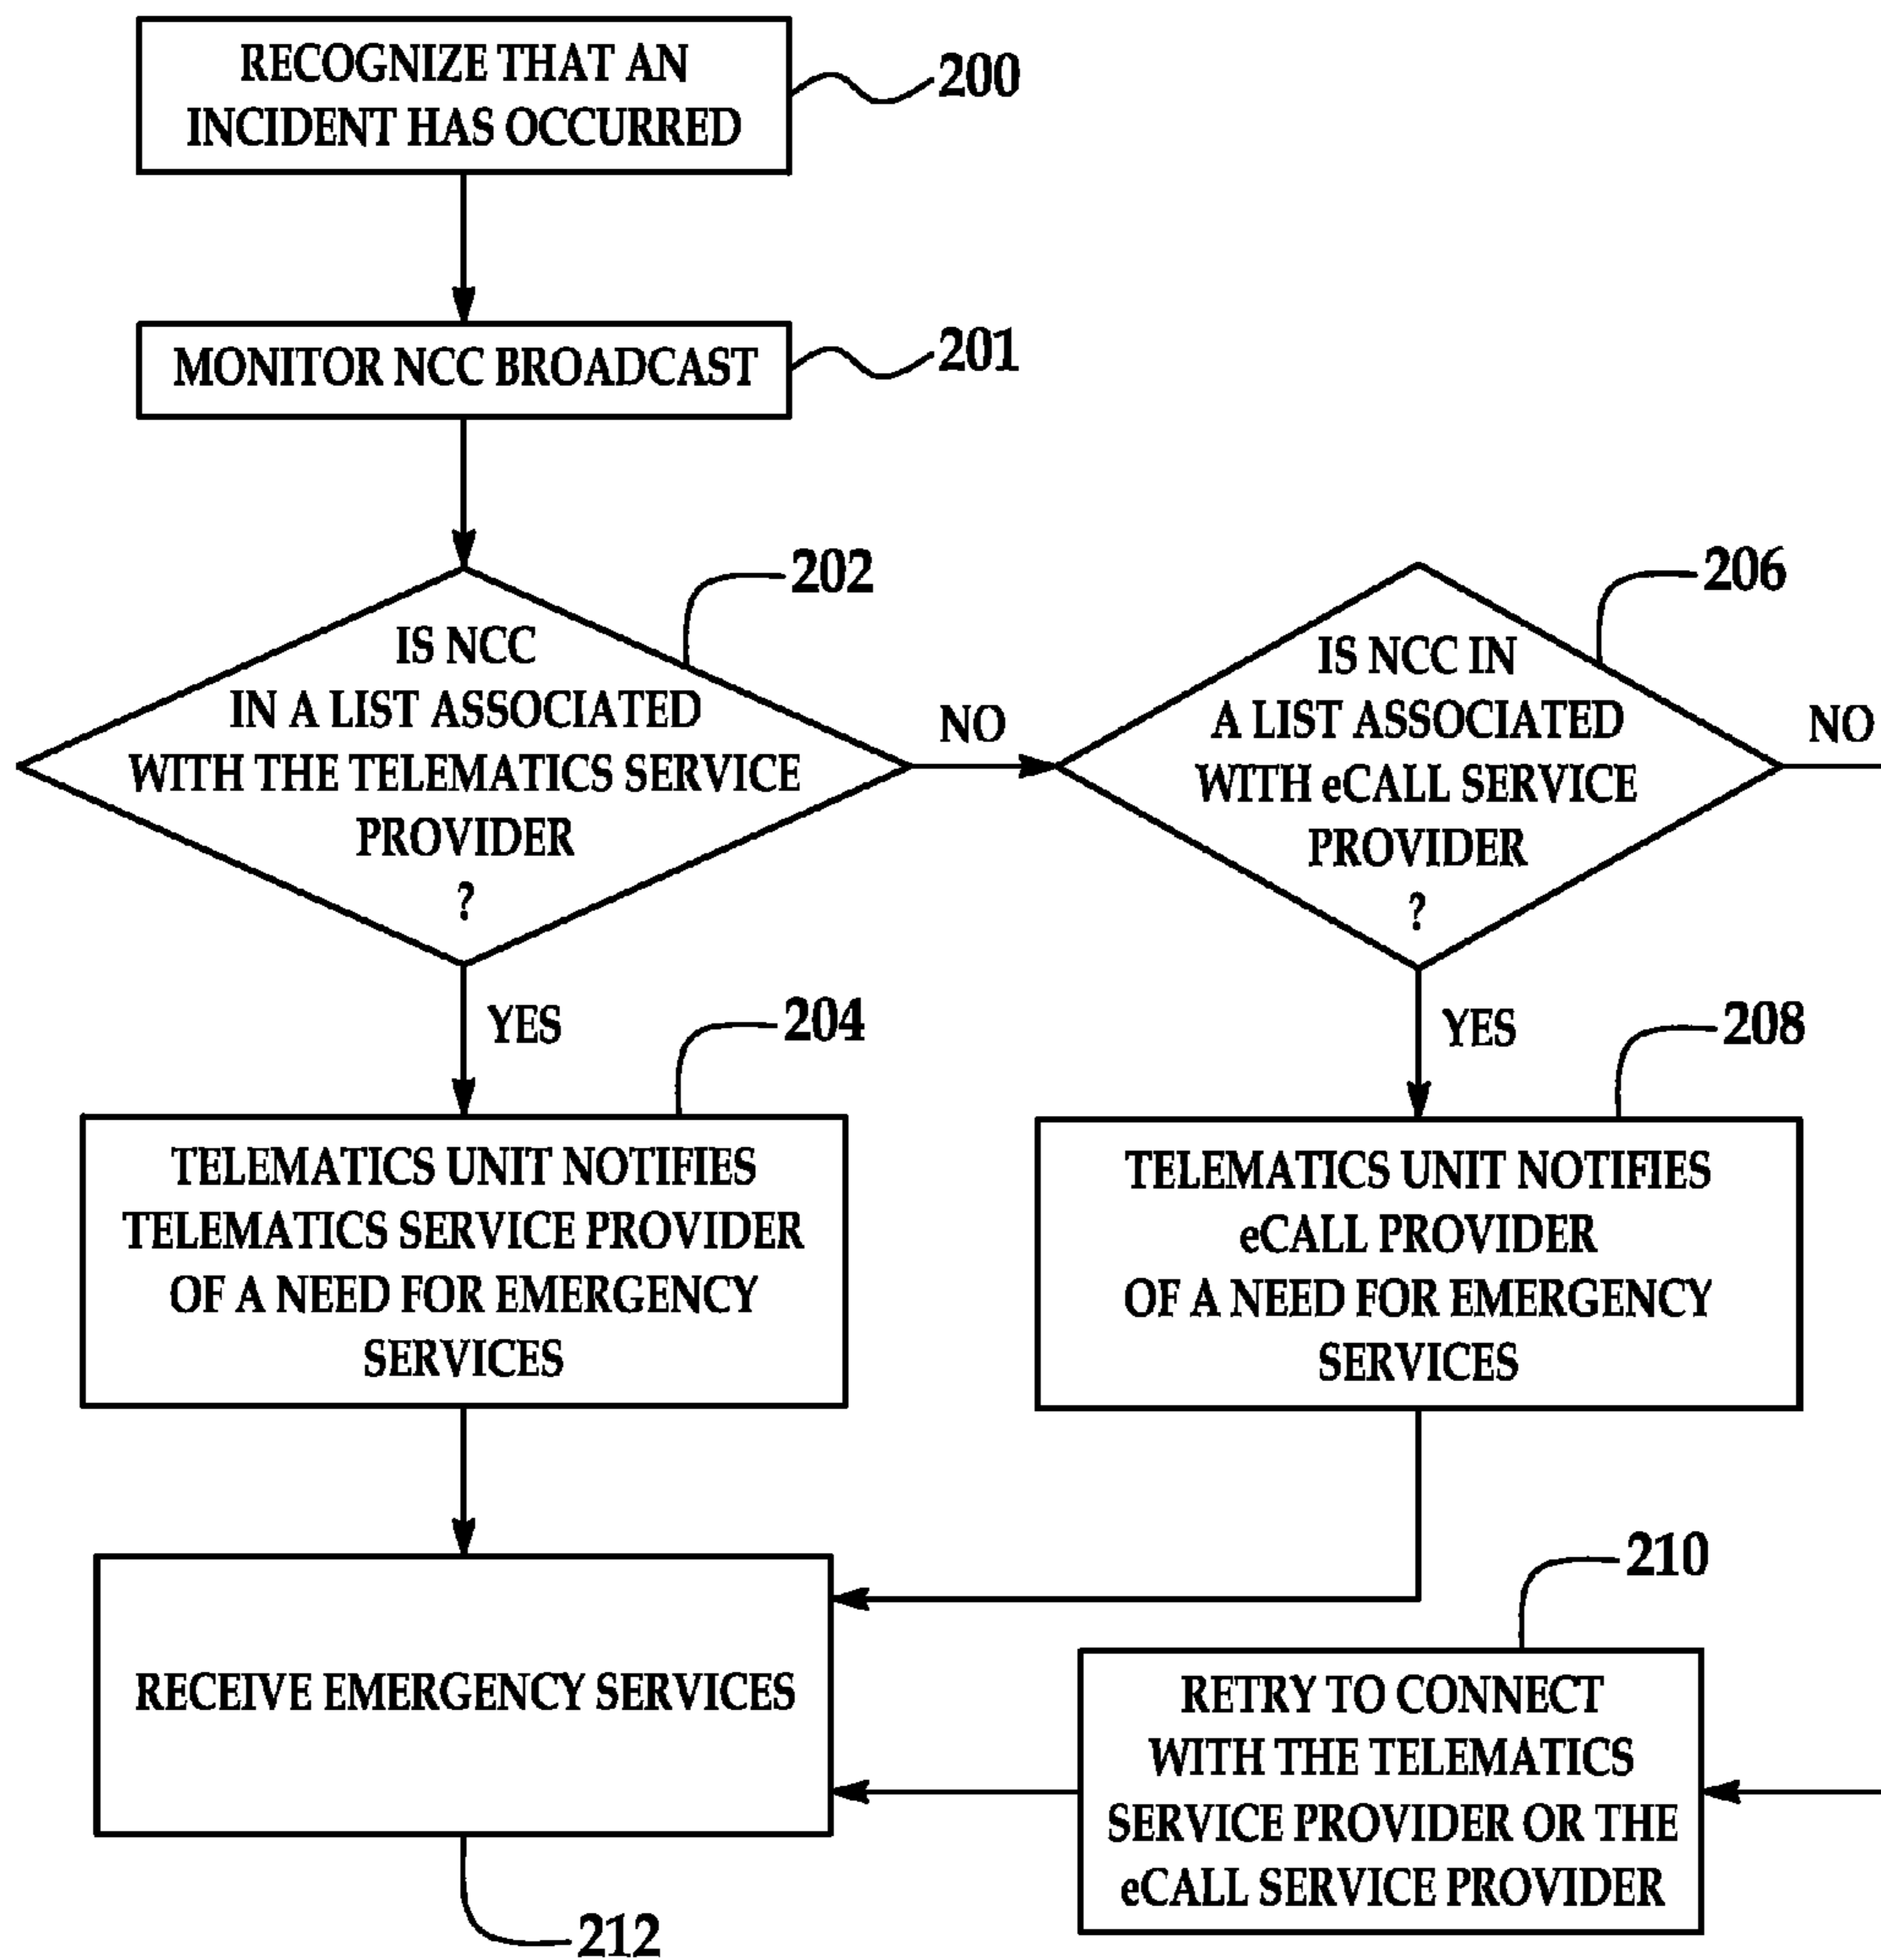 RECOGNIZE THAT AN
INCIDENT HAS OCCURRED
200
MONITOR NCC BROADCAST
201
202
IS NCC
IN A LIST ASSOCIATED
WITH THE TELEMATICS SERVICE
PROVIDER
?
NO
206
IS NCC IN
A LIST ASSOCIATED
WITH eCALL SERVICE
PROVIDER
?
NO
YES
204
TELEMATICS UNIT NOTIFIES
TELEMATICS SERVICE PROVIDER
OF A NEED FOR EMERGENCY
SERVICES
YES
208
TELEMATICS UNIT NOTIFIES
eCALL PROVIDER
OF A NEED FOR EMERGENCY
SERVICES
RECEIVE EMERGENCY SERVICES
212
210
RETRY TO CONNECT
WITH THE TELEMATICS
SERVICE PROVIDER OR THE
eCALL SERVICE PROVIDER